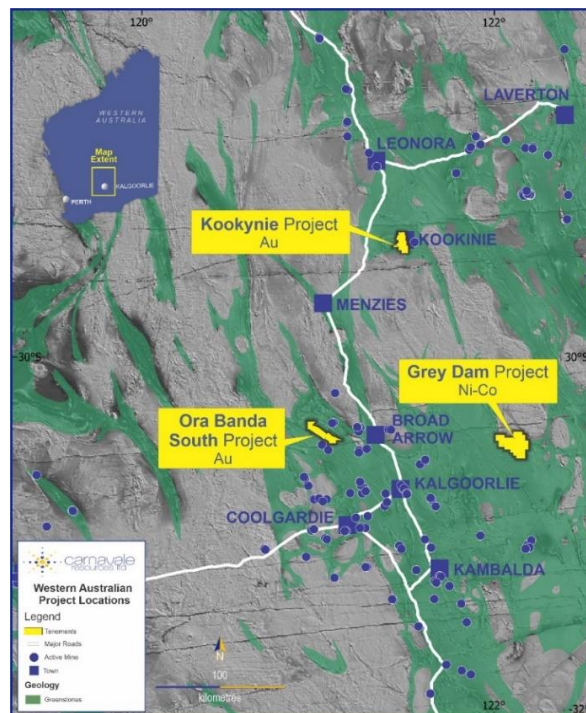 120°
122°
WESTERN
AUSTRALIA
Map
Extent
KALGOORLIE
PERTH
LAVERTON
LEONORA
Kookynie Project
Au
KOOKINIE
MENZIES
30°S
30°S
Grey Dam Project
Ni-Co
Ora Banda
South Project
Au
BROAD
ARROW
KALGOORLIE
COOLGARDIE
KAMBALDA
carnavale
resources ltd
Western Australian
Project Locations
Legend
Tenements
Major Roads
Active Mine
Town
Geology
Greenstones
N
100
kilometres
122°